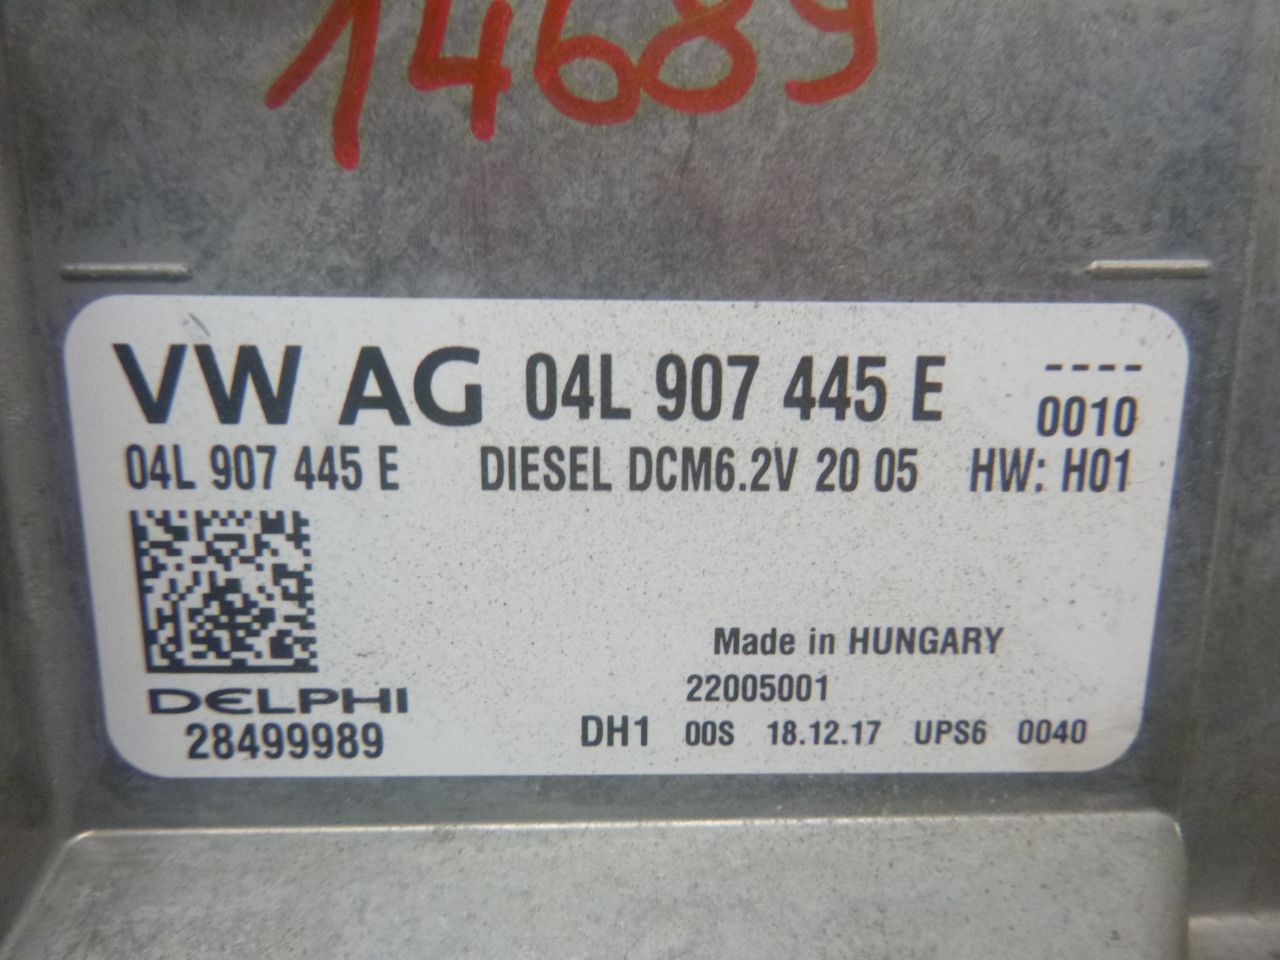 14689
VW AG 04L 907 445 E ----
0010
04L 907 445 E DIESEL DCM6.2V 20 05 HW: H01
Made in HUNGARY
22005001
DELPHI
28499989
DH1 00S 18.12.17 UPS6 0040